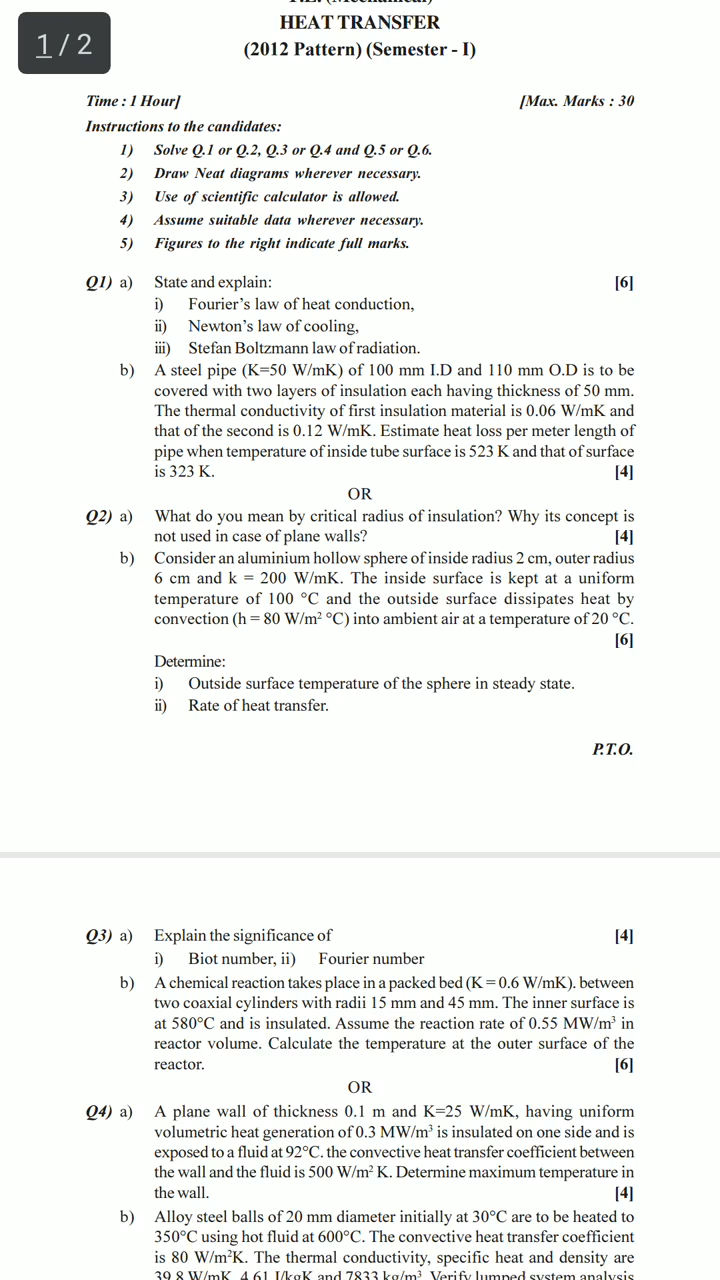 1 / 2
HEAT TRANSFER
(2012 Pattern) (Semester - I)
Time : 1 Hour] [Max. Marks : 30
Instructions to the candidates:
1) Solve Q.1 or Q.2, Q.3 or Q.4 and Q.5 or Q.6.
2) Draw Neat diagrams wherever necessary.
3) Use of scientific calculator is allowed.
4) Assume suitable data wherever necessary.
5) Figures to the right indicate full marks.
Q1) a) State and explain: [6]
i) Fourier's law of heat conduction,
ii) Newton's law of cooling,
iii) Stefan Boltzmann law of radiation.
b) A steel pipe (K=50 W/mK) of 100 mm I.D and 110 mm O.D is to be
covered with two layers of insulation each having thickness of 50 mm.
The thermal conductivity of first insulation material is 0.06 W/mK and
that of the second is 0.12 W/mK. Estimate heat loss per meter length of
pipe when temperature of inside tube surface is 523 K and that of surface
is 323 K. [4]
OR
Q2) a) What do you mean by critical radius of insulation? Why its concept is
not used in case of plane walls? [4]
b) Consider an aluminium hollow sphere of inside radius 2 cm, outer radius
6 cm and k = 200 W/mK. The inside surface is kept at a uniform
temperature of 100 °C and the outside surface dissipates heat by
convection (h = 80 W/m² °C) into ambient air at a temperature of 20 °C.
[6]
Determine:
i) Outside surface temperature of the sphere in steady state.
ii) Rate of heat transfer.
P.T.O.
Q3) a) Explain the significance of [4]
i) Biot number, ii) Fourier number
b) A chemical reaction takes place in a packed bed (K = 0.6 W/mK). between
two coaxial cylinders with radii 15 mm and 45 mm. The inner surface is
at 580°C and is insulated. Assume the reaction rate of 0.55 MW/m³ in
reactor volume. Calculate the temperature at the outer surface of the
reactor. [6]
OR
Q4) a) A plane wall of thickness 0.1 m and K=25 W/mK, having uniform
volumetric heat generation of 0.3 MW/m³ is insulated on one side and is
exposed to a fluid at 92°C. the convective heat transfer coefficient between
the wall and the fluid is 500 W/m² K. Determine maximum temperature in
the wall. [4]
b) Alloy steel balls of 20 mm diameter initially at 30°C are to be heated to
350°C using hot fluid at 600°C. The convective heat transfer coefficient
is 80 W/m²K. The thermal conductivity, specific heat and density are
39.8 W/mK, 4.61 J/kgK and 7833 kg/m³. Verify lumped system analysis